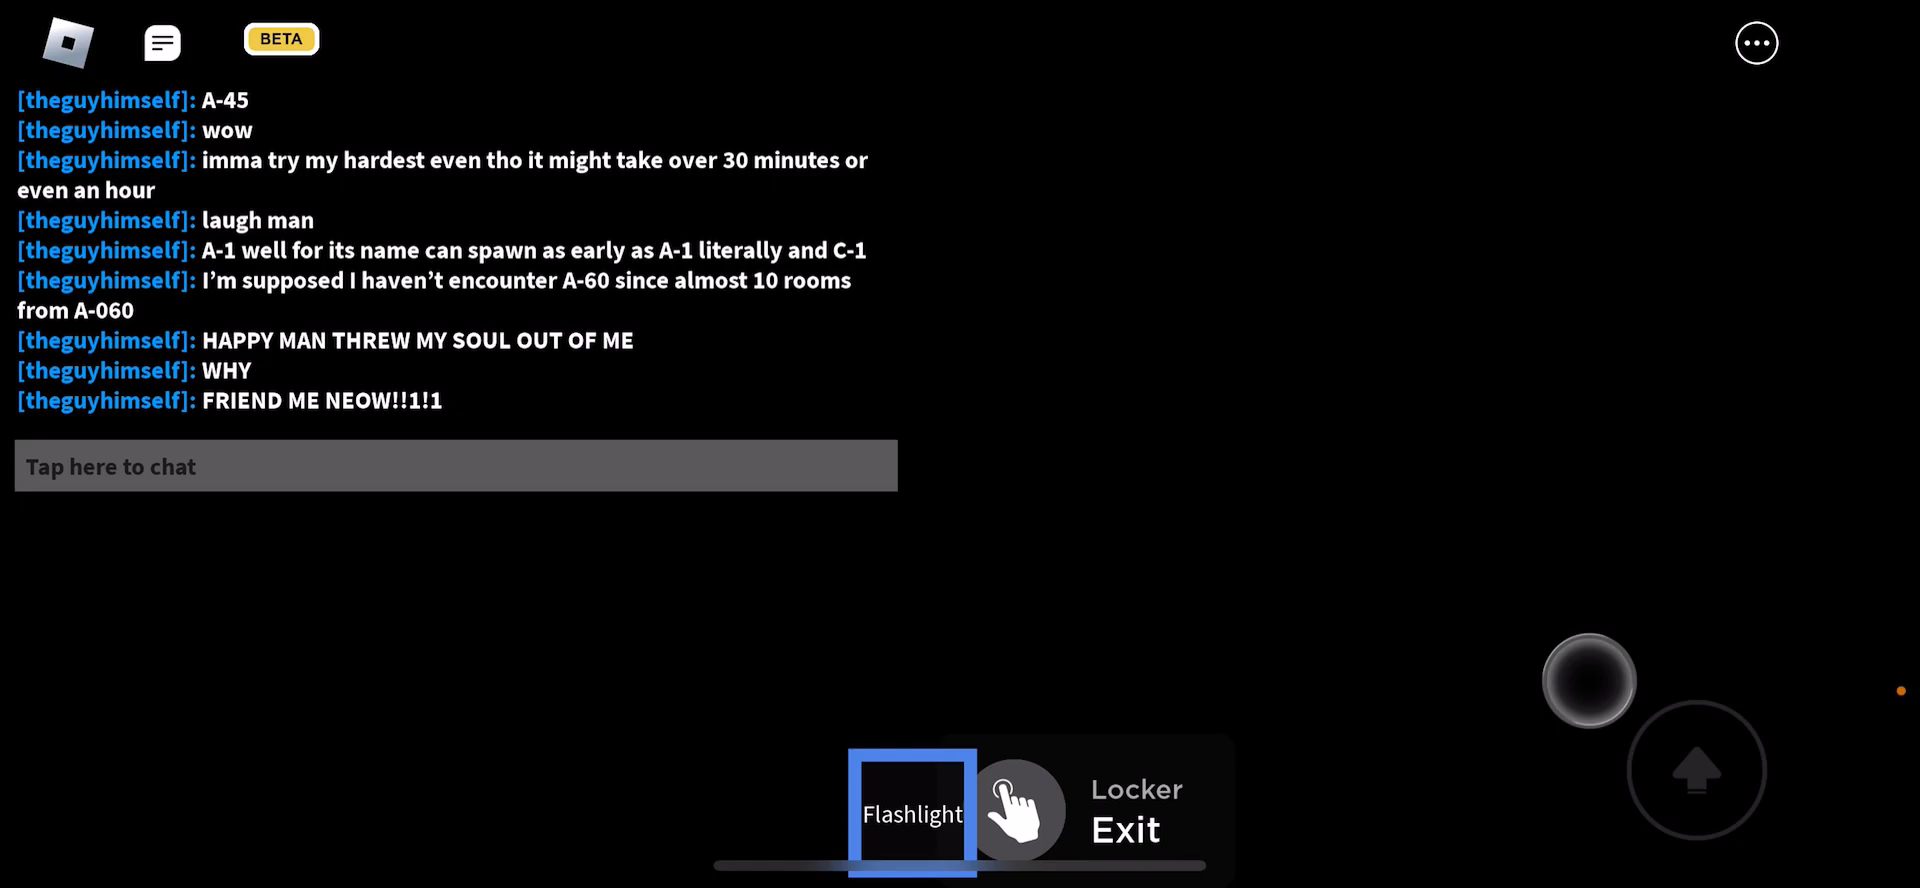 BETA
[theguyhimself]: A-45
[theguyhimself]: wow
[theguyhimself]: imma try my hardest even tho it might take over 30 minutes or
even an hour
[theguyhimself]: laugh man
[theguyhimself]: A-1 well for its name can spawn as early as A-1 literally and C-1
[theguyhimself]: I’m supposed I haven’t encounter A-60 since almost 10 rooms
from A-060
[theguyhimself]: HAPPY MAN THREW MY SOUL OUT OF ME
[theguyhimself]: WHY
[theguyhimself]: FRIEND ME NEOW!!1!1
Tap here to chat
Flashlight
Locker
Exit